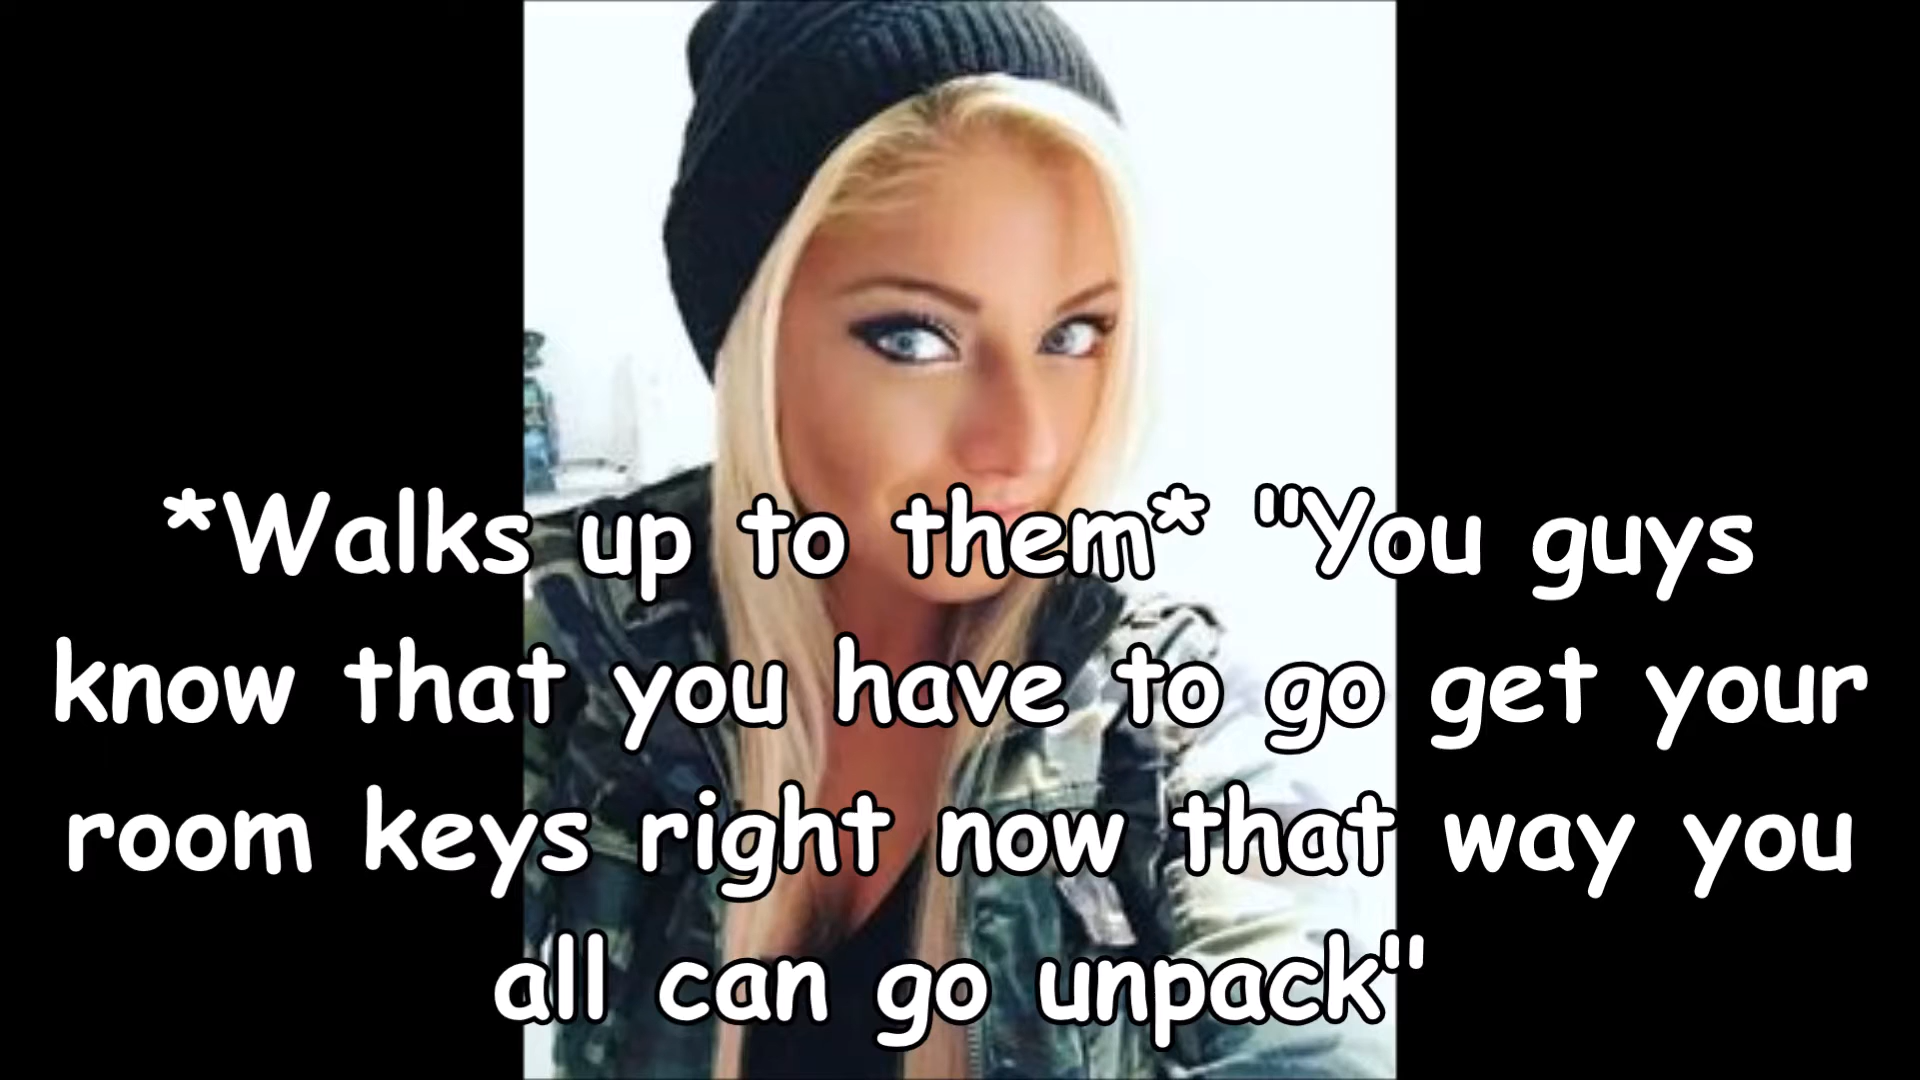 *Walks up to them* "You guys
know that you have to go get your
room keys right now that way you
all can go unpack"